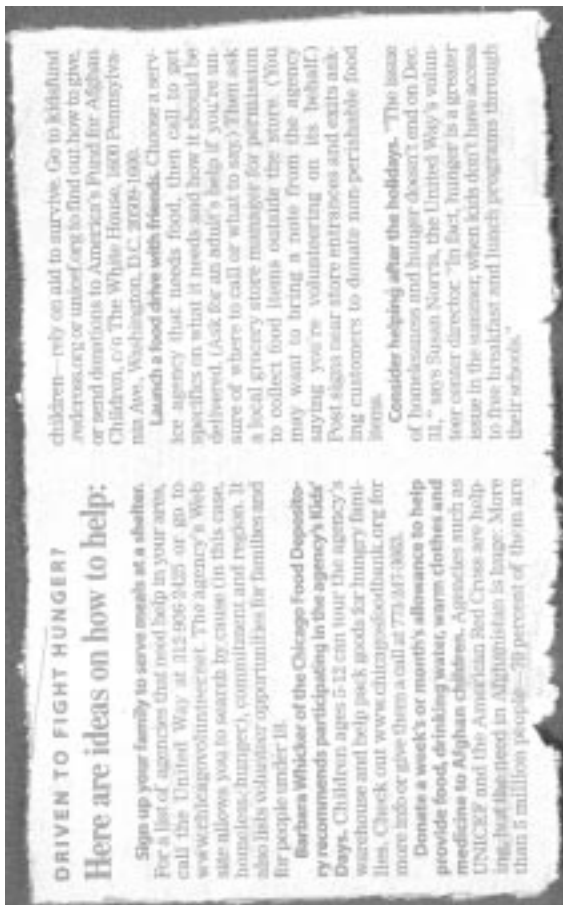 DRIVEN TO FIGHT HUNGER?
Here are ideas on how to help:
Sign up your family to serve meals at a shelter.
For a list of agencies that need help in your area,
call the United Way at 312-906-2425 or go to
www.chicagovolunteer.net. The agency's Web
site allows you to search by cause (in this case,
homeless/hunger), commitment and region. It
also lists volunteer opportunities for families and
for people under 18.
Barbara Whicker of the Chicago Food Deposito-
ry recommends participating in the agency's Kids'
Days. Children ages 5-12 can tour the agency's
warehouse and help pack goods for hungry fami-
lies. Check out www.chicagosfoodbank.org for
more info or give them a call at
Donate a week's or month's allowance to help
provide food, drinking water, warm clothes and
medicine to Afghan children. Agencies such as
UNICEF and the American Red Cross are help-
ing, but the need in Afghanistan is huge. More
than 5 million people—70 percent of them are
children—rely on aid to survive. Go to kidsfund
.redcross.org or unicef.org to find out how to give,
or send donations to America's Fund for Afghan
Children, c/o The White House, 1600 Pennsylva-
nia Ave., Washington, D.C. 20509-1600.
Launch a food drive with friends. Choose a serv-
ice agency that needs food, then call to get
specifics on what it needs and how it should be
delivered. (Ask for an adult's help if you're un-
sure of where to call or what to say.) Then ask
a local grocery store manager for permission
to collect food items outside the store. (You
may want to bring a note from the agency
saying you're volunteering on its behalf.)
Post signs near store entrances and exits ask-
ing customers to donate non-perishable food
items.
Consider helping after the holidays. "The issue
of homelessness and hunger doesn't end on Dec.
31," says Susan Norris, the United Way's volun-
teer center director. "In fact, hunger is a greater
issue in the summer, when kids don't have access
to free breakfast and lunch programs through
their schools."